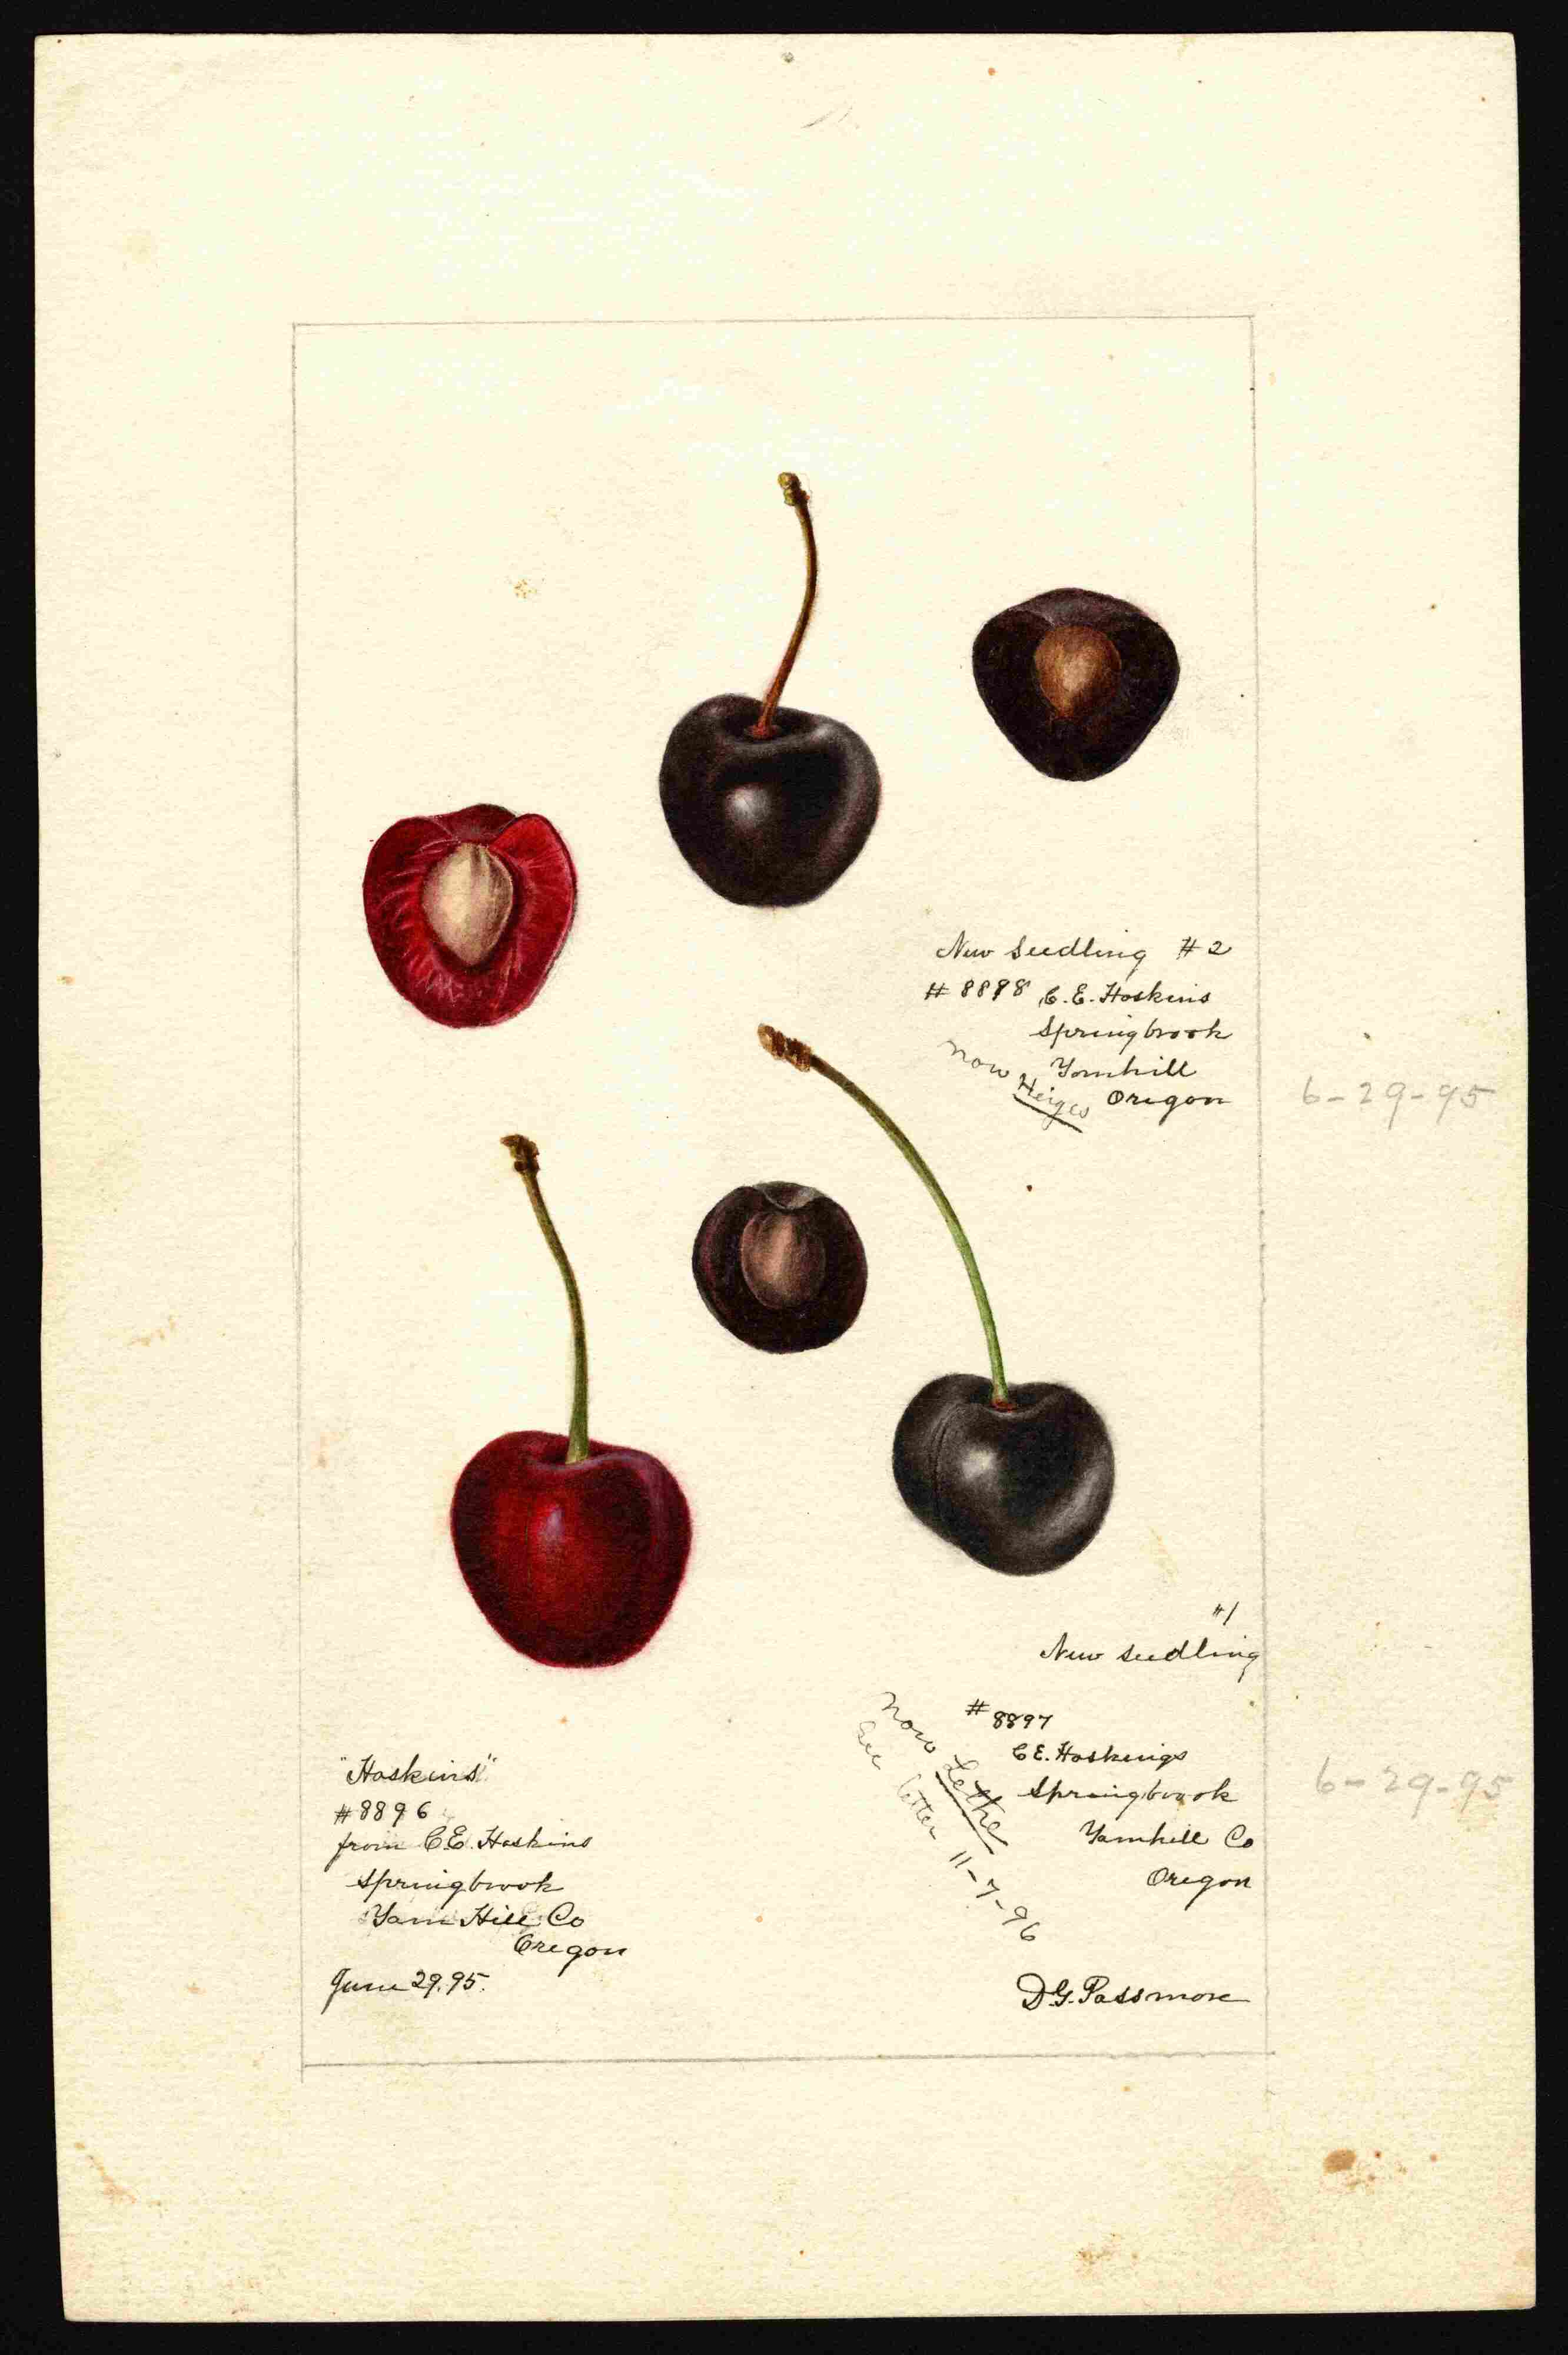 New Seedling #2
#8898 C.E. Hoskins
Springbrook
Yamhill
Oregon
now Heiges
6-29-95
#1
New seedling
#8897
C E. Hoskings
Springbrook
Yamhill Co
Oregon
now Lethe
See letter 11-7-96
6-29-95
"Hoskins"
#8896
from C.E. Hoskins
Springbrook
Yam Hill Co
Oregon
June 29.95.
D.G. Passmore